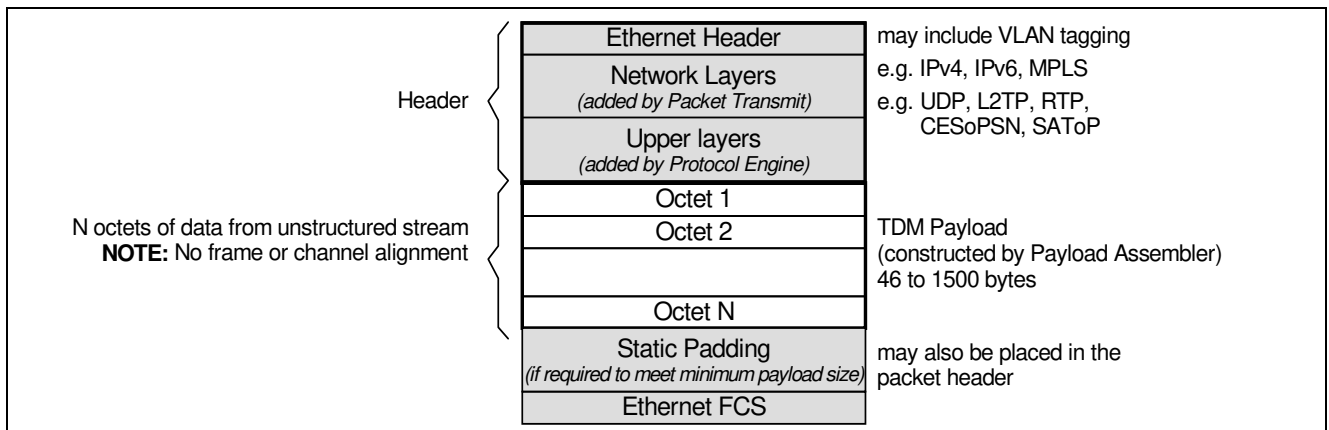 Ethernet Header
may include VLAN tagging
Network Layers
(added by Packet Transmit)
e.g. IPv4, IPv6, MPLS
Header
e.g. UDP, L2TP, RTP,
CESoPSN, SAToP
Upper layers
(added by Protocol Engine)
Octet 1
N octets of data from unstructured stream
NOTE: No frame or channel alignment
Octet 2
TDM Payload
(constructed by Payload Assembler)
46 to 1500 bytes
Octet N
Static Padding
(if required to meet minimum payload size)
may also be placed in the
packet header
Ethernet FCS